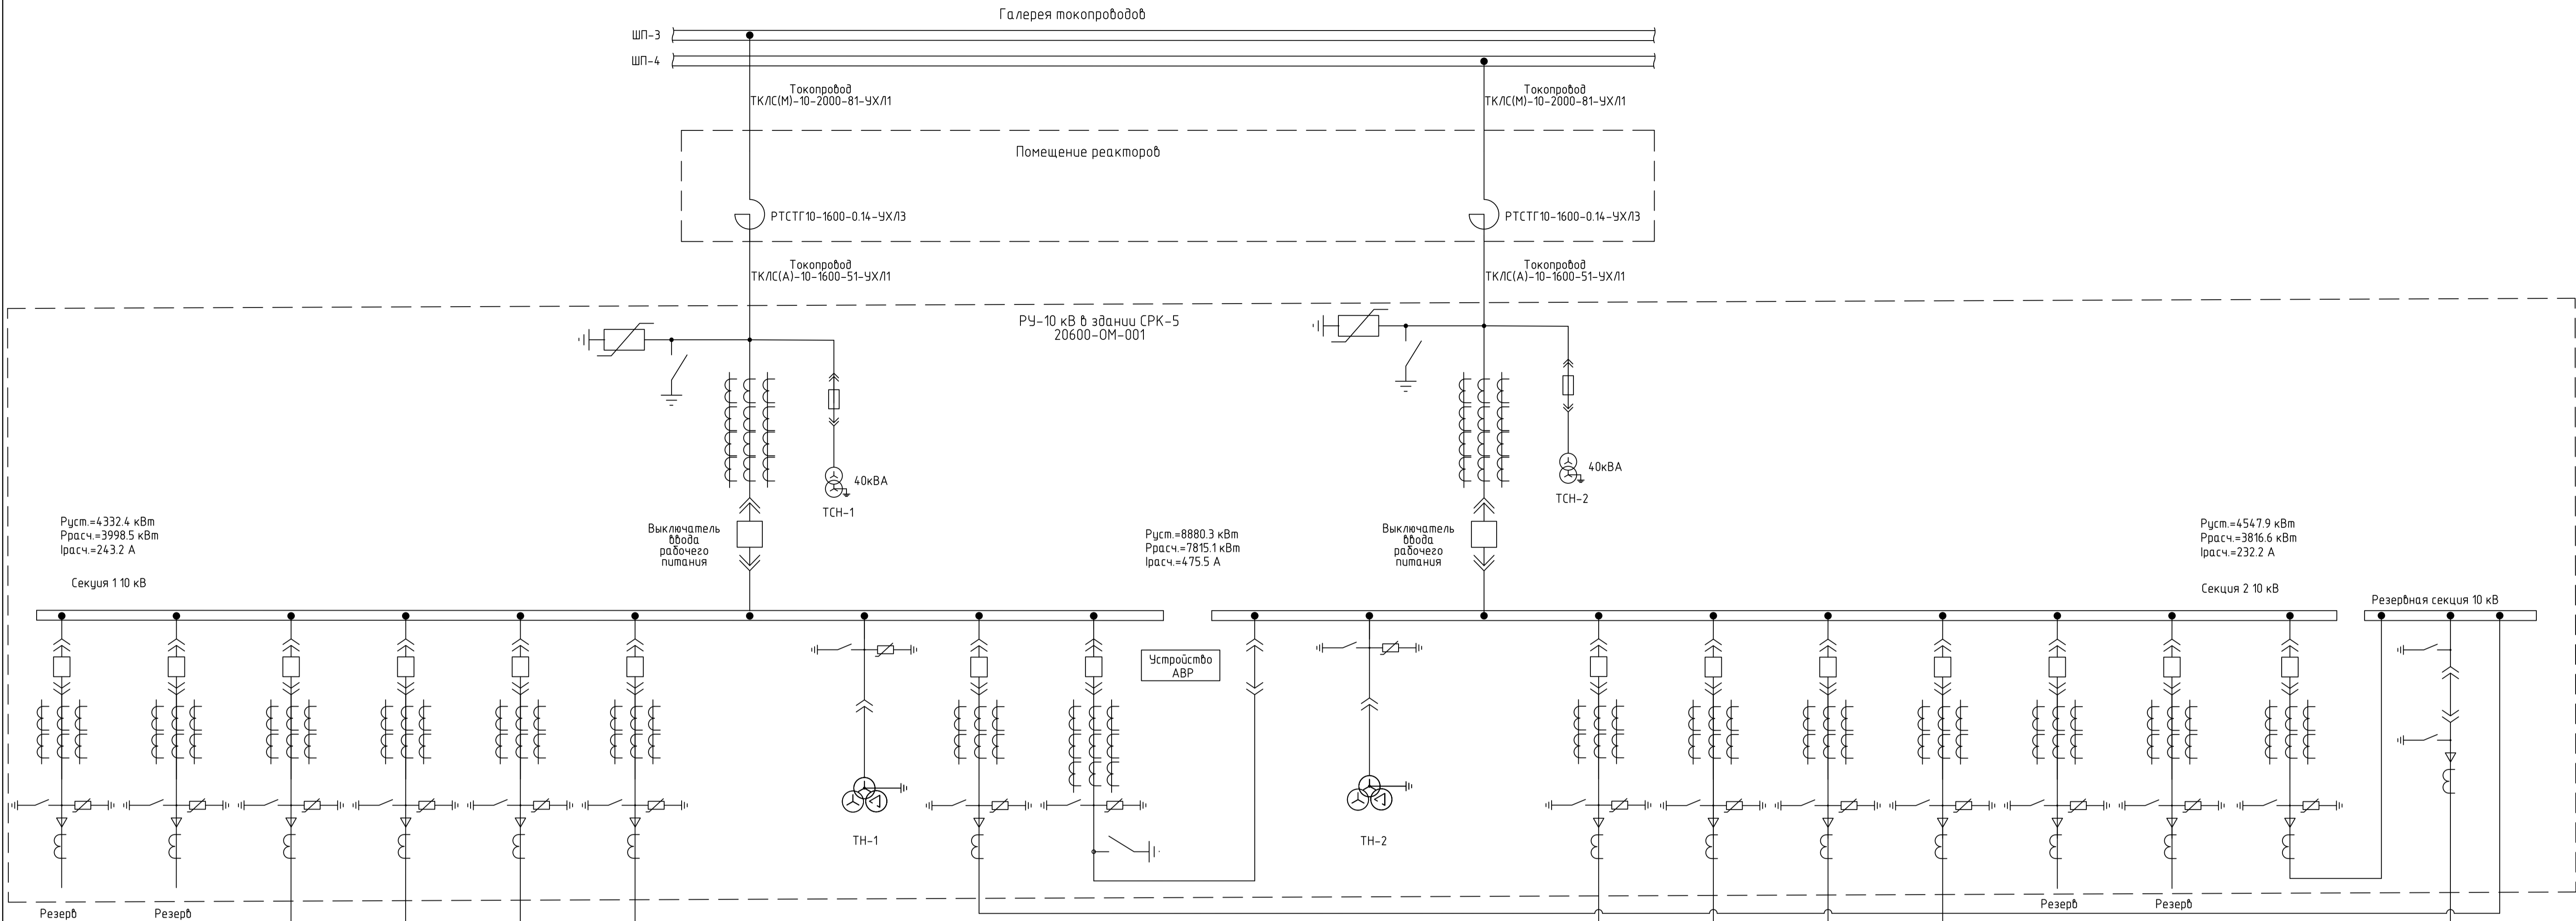 Галерея токопроводов
ШП-3
ШП-4
Токопровод
ТКЛС(М)-10-2000-81-УХЛ1
Токопровод
ТКЛС(М)-10-2000-81-УХЛ1
Помещение реакторов
РТСТГ10-1600-0.14-УХЛ3
РТСТГ10-1600-0.14-УХЛ3
Токопровод
ТКЛС(А)-10-1600-51-УХЛ1
Токопровод
ТКЛС(А)-10-1600-51-УХЛ1
РУ-10 кВ в здании СРК-5
20600-ОМ-001
40кВА
ТСН-1
40кВА
ТСН-2
Руст.=4332.4 кВт
Ррасч.=3998.5 кВт
Iрасч.=243.2 А
Секция 1 10 кВ
Выключатель
ввода
рабочего
питания
Руст.=8880.3 кВт
Ррасч.=7815.1 кВт
Iрасч.=475.5 А
Выключатель
ввода
рабочего
питания
Руст.=4547.9 кВт
Ррасч.=3816.6 кВт
Iрасч.=232.2 А
Секция 2 10 кВ
Резервная секция 10 кВ
Устройство
АВР
ТН-1
ТН-2
Резерв
Резерв
Резерв
Резерв